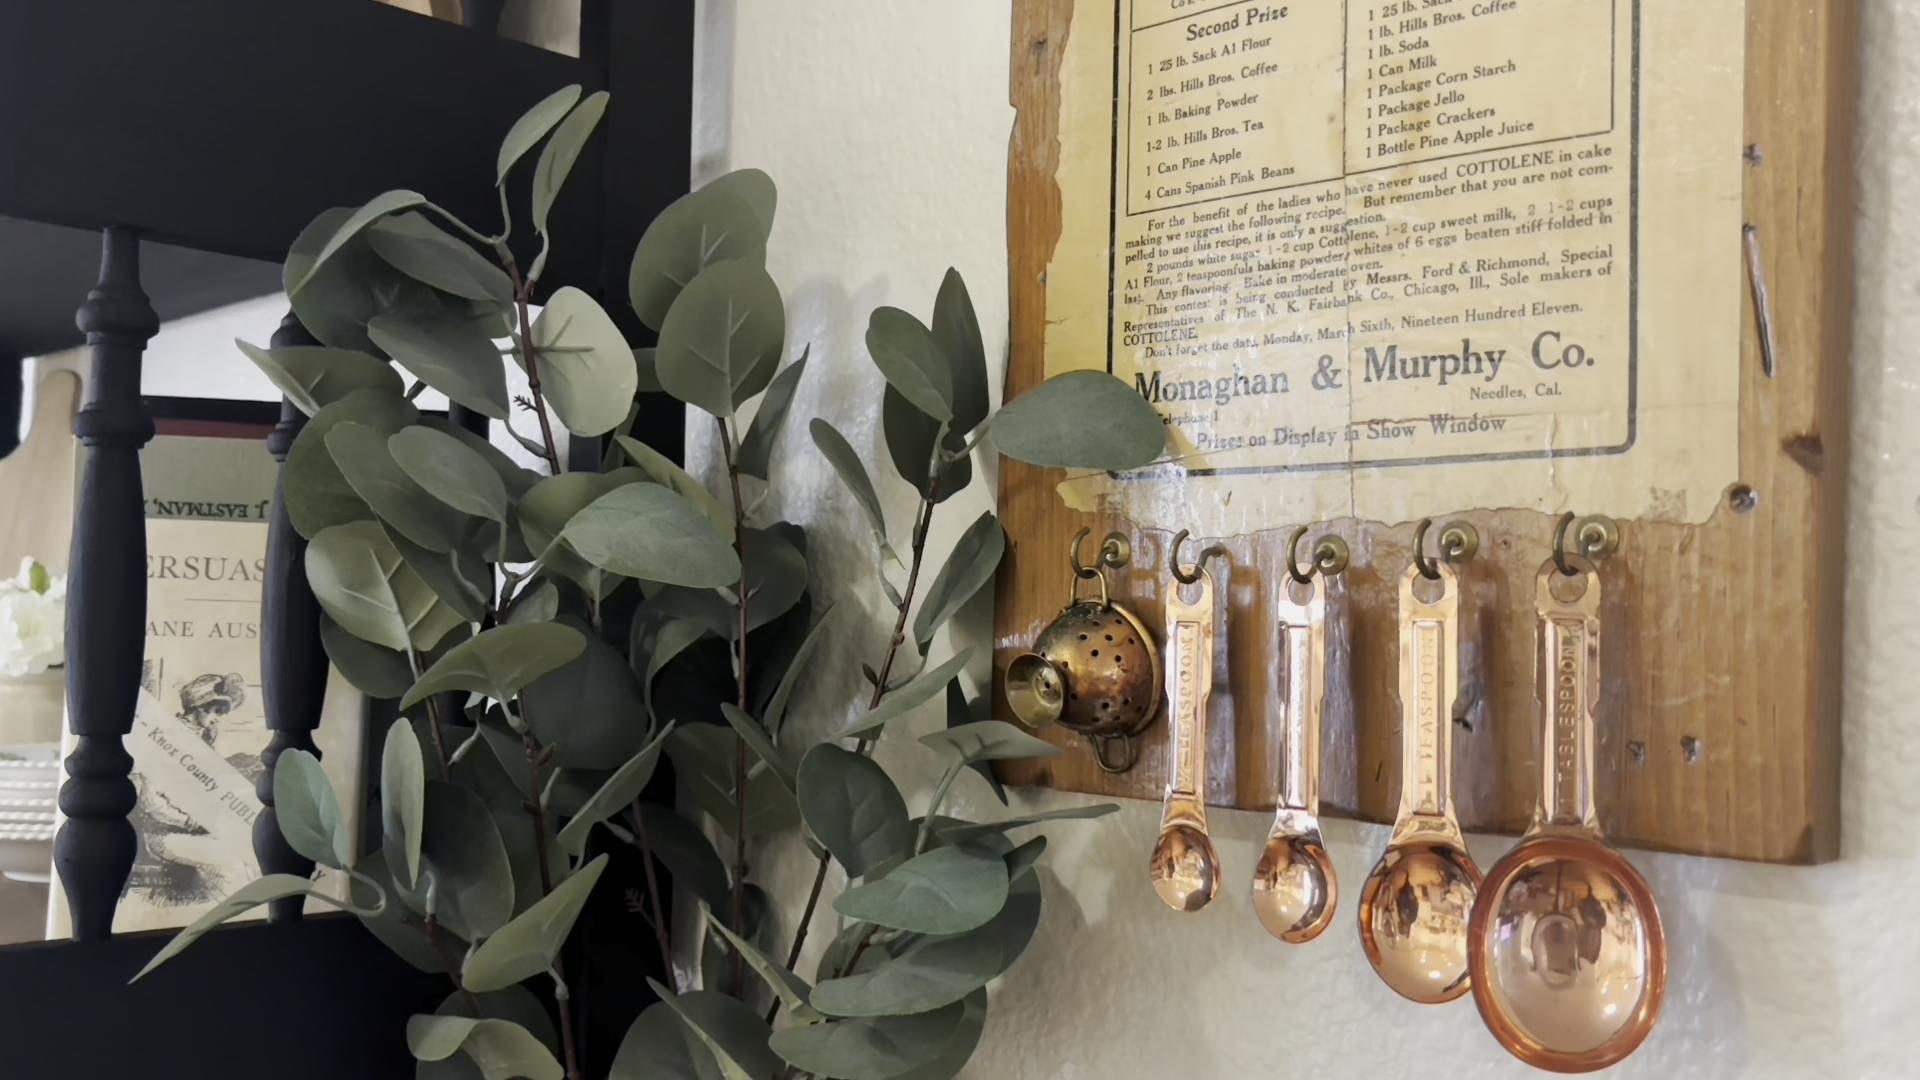 Second Prize
1 25 lb. Sack A1 Flour
2 lbs. Hills Bros. Coffee
1 lb. Baking Powder
1-2 lb. Hills Bros. Tea
1 Can Pine Apple
4 Cans Spanish Pink Beans
1 25 lb. Sack
1 lb. Hills Bros. Coffee
1 lb. Soda
1 Can Milk
1 Package Corn Starch
1 Package Jello
1 Package Crackers
1 Bottle Pine Apple Juice
For the benefit of the ladies who have never used COTTOLENE in cake
making we suggest the following recipe. But remember that you are not com-
pelled to use this recipe, it is only a suggestion.
2 pounds white sugar 1-2 cup Cottolene, 1-2 cup sweet milk, 2 1-2 cups
A1 Flour, 2 teaspoonfuls baking powder, whites of 6 eggs beaten stiff folded in
last. Any flavoring. Bake in moderate oven.
This contest is being conducted by Messrs. Ford & Richmond, Special
Representatives of The N. K. Fairbank Co., Chicago, Ill., Sole makers of
COTTOLENE.
Don't forget the date, Monday, March Sixth, Nineteen Hundred Eleven.
Monaghan & Murphy Co.
Telephone 1
Needles, Cal.
Prizes on Display in Show Window
J. EASTMAN,
ERSUAS
ANE AUS
Knox County PUBL
TEASPOON
1 TEASPOON
1 TABLESPOON